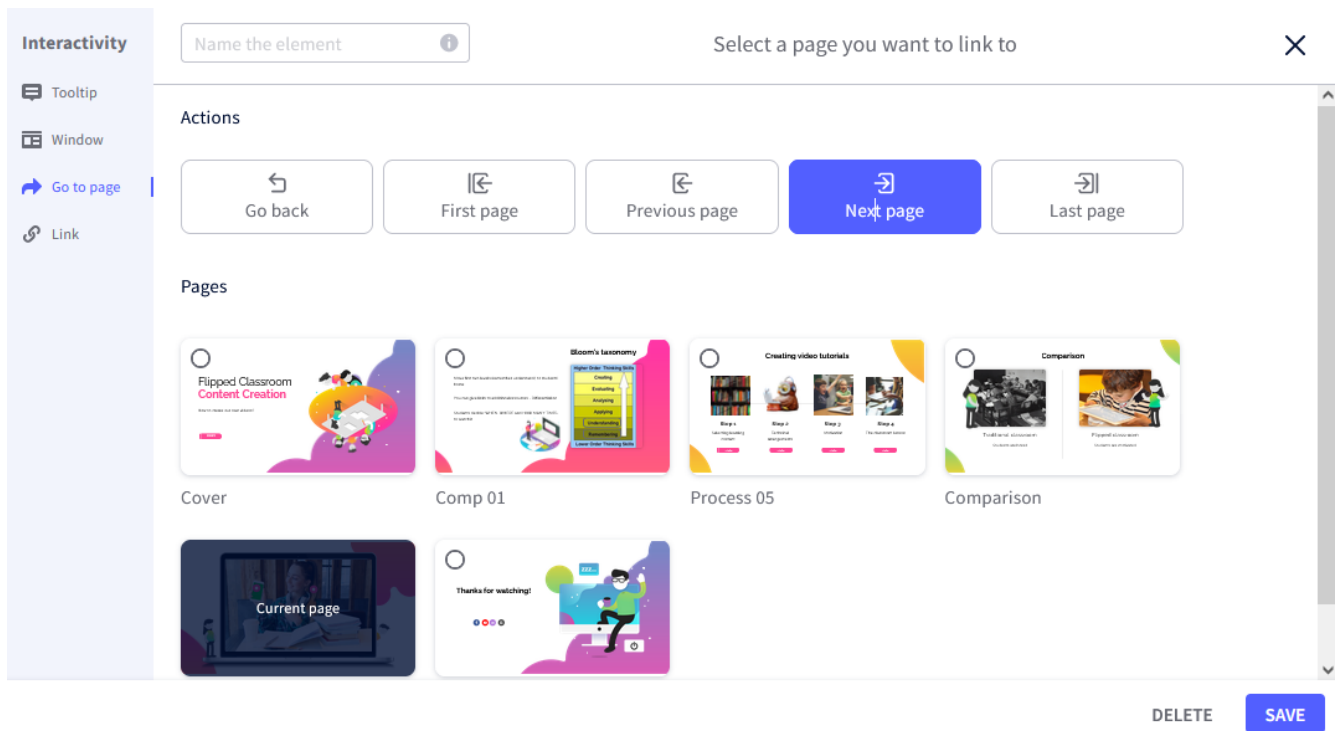 Interactivity
Name the element
Select a page you want to link to
Tooltip
Window
Go to page
Link
Actions
Go back
First page
Previous page
Next page
Last page
Pages
Flipped Classroom
Content Creation
Bloom's taxonomy
Higher Order Thinking Skills
Creating
Evaluating
Analyzing
Applying
Understanding
Remembering
Lower Order Thinking Skills
Creating video tutorials
Step 1
Step 2
Step 3
Step 4
Comparison
Traditional classroom
Flipped classroom
Cover
Comp 01
Process 05
Comparison
Current page
Thanks for watching!
DELETE
SAVE